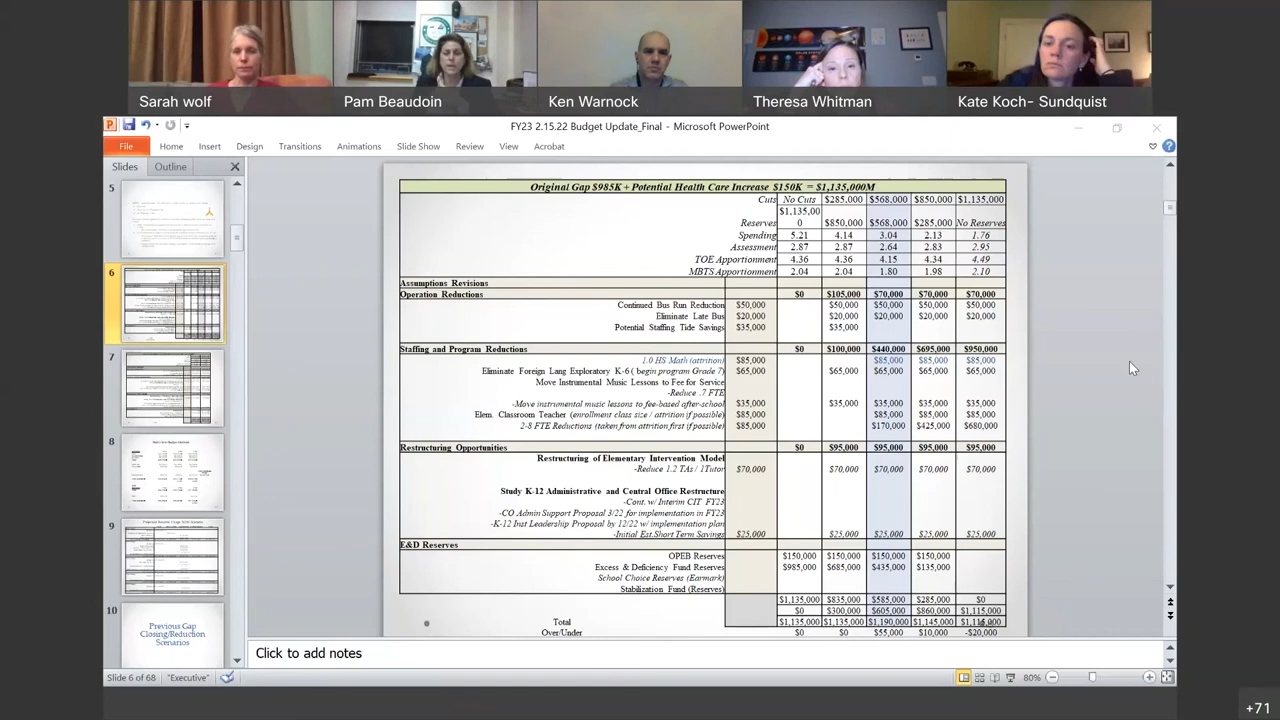 Sarah wolf Pam Beaudoin Ken Warnock Theresa Whitman Kate Koch- Sundquist
FY23 2.15.22 Budget Update_Final - Microsoft PowerPoint
File Home Insert Design Transitions Animations Slide Show Review View Acrobat
Slides Outline
5
6
7
8
9
10
Previous Gap
Closing/Reduction
Scenarios
Original Gap $985K + Potential Health Care Increase $150K = $1,135,000M
Cuts No Cuts $285,000 $568,000 $850,000 $1,135,000
$1,135,00
Reserves 0 $850,000 $568,000 $285,000 No Reserves
Spending 5.21 4.14 3.04 2.13 1.76
Assessment 2.87 2.87 2.64 2.83 2.95
TOE Apportionment 4.36 4.36 4.15 4.34 4.49
MBTS Apportionment 2.04 2.04 1.80 1.98 2.10
Assumptions Revisions
Operation Reductions $0 $105,000 $70,000 $70,000 $70,000
Continued Bus Run Reduction $50,000 $50,000 $50,000 $50,000 $50,000
Eliminate Late Bus $20,000 $20,000 $20,000 $20,000 $20,000
Potential Staffing Tide Savings $35,000 $35,000
Staffing and Program Reductions $0 $100,000 $440,000 $695,000 $950,000
1.0 HS Math (attrition) $85,000 $85,000 $85,000 $85,000
Eliminate Foreign Lang Exploratory K-6 ( begin program Grade 7) $65,000 $65,000 $65,000 $65,000 $65,000
Move Instrumental Music Lessons to Fee for Service
-Reduce .7 FTE
-Move instrumental music lessons to fee-based after-school $35,000 $35,000 $35,000 $35,000 $35,000
Elem. Classroom Teacher (enrollment class size / attrition if possible) $85,000 $85,000 $85,000 $85,000
2-8 FTE Reductions (taken from attrition first if possible) $85,000 $170,000 $425,000 $680,000
Restructuring Opportunities $0 $95,000 $95,000 $95,000 $95,000
Restructuring of Elementary Intervention Model
-Reduce 1.2 TAs / 1Tutor $70,000 $70,000 $70,000 $70,000 $70,000
Study K-12 Administrative and Central Office Restructure
-Cont. w/ Interim CIT FY23
-CO Admin Support Proposal 3/22 for implementation in FY23
-K-12 Inst Leadership Proposal by 12/22 w/ implementation plan
-Initial Est.Short Term Savings $25,000 $25,000 $25,000 $25,000 $25,000
E&D Reserves
OPEB Reserves $150,000 $150,000 $150,000 $150,000
Excess & Deficiency Fund Reserves $985,000 $685,000 $435,000 $135,000
School Choice Reserves (Earmark)
Stabilization Fund (Reserves)
$1,135,000 $835,000 $585,000 $285,000 $0
$0 $300,000 $605,000 $860,000 $1,115,000
Total $1,135,000 $1,135,000 $1,190,000 $1,145,000 $1,115,000
Over/Under $0 $0 $55,000 $10,000 -$20,000
Click to add notes
Slide 6 of 68 "Executive" 80%
+71